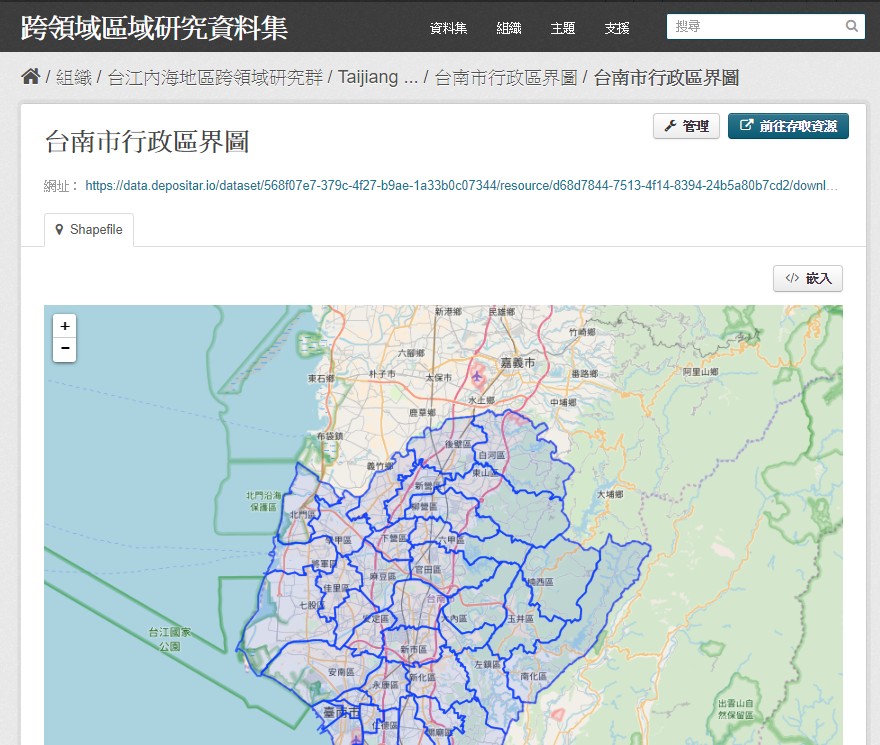 跨領域區域研究資料集
資料集 組織 主題 支援 搜尋
/ 組織 / 台江內海地區跨領域研究群 / Taijiang ... / 台南市行政區界圖 / 台南市行政區界圖
台南市行政區界圖
管理 前往存取資源
網址： https://data.depositar.io/dataset/568f07e7-379c-4f27-b9ae-1a33b0c07344/resource/d68d7844-7513-4f14-8394-24b5a80b7cd2/downl...
Shapefile
</> 嵌入
+
−
新港鄉 民雄鄉
竹崎鄉
六腳鄉
嘉義市
東石鄉 朴子市 太保市 番路鄉 阿里山鄉
水上鄉 中埔鄉
鹿草鄉
布袋鎮
後壁區
白河區
義竹鄉
東山區
新營區
北門沿海
保護區
大埔鄉
柳營區
北門區
學甲區 下營區 六甲區
將軍區
麻豆區 官田區
佳里區
楠西區
七股區
台南
安定區 大內區 玉井區
台江國家
公園
新市區
左鎮區
安南區
永康區 新化區 南化區
臺南市
仁德區 關廟區
出雲山自
然保留區